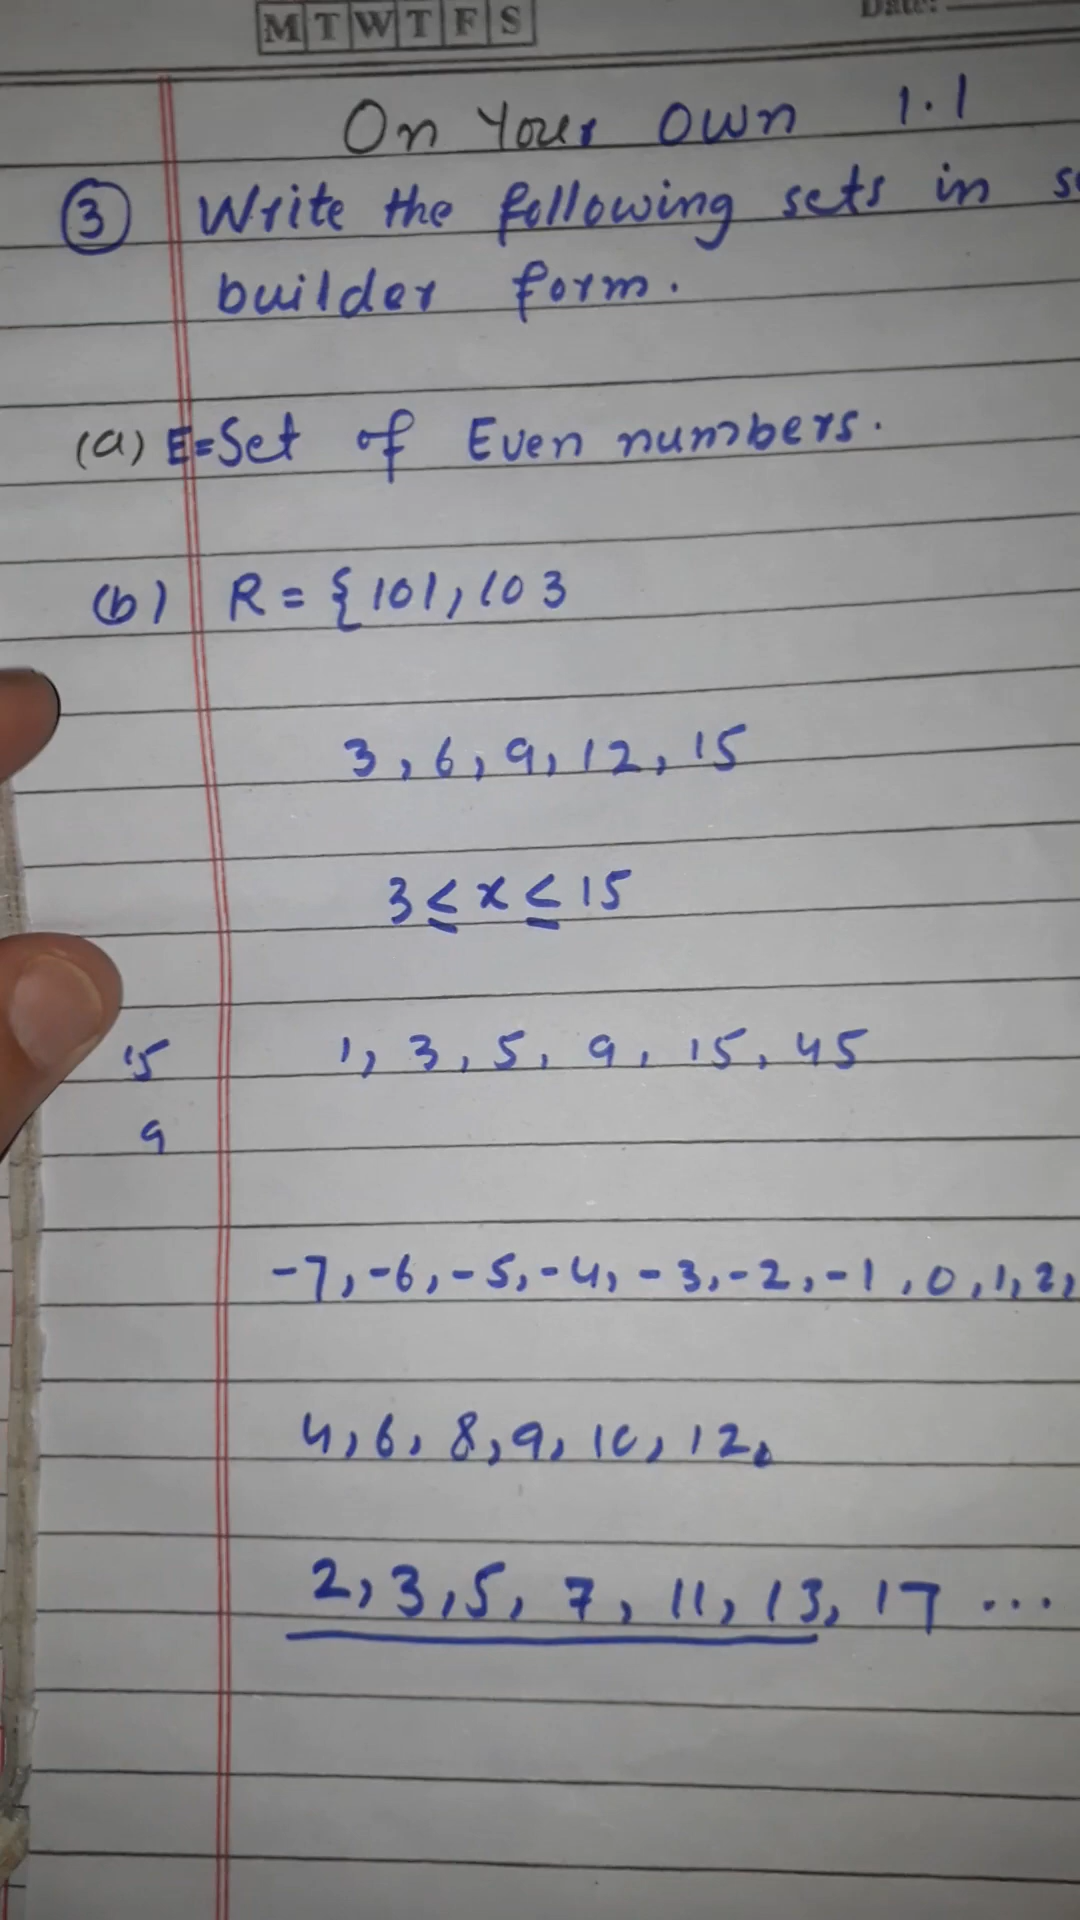 M T W T F S
Date:
On Your Own 1.1
③ Write the following sets in
builder form.
(a) E=Set of Even numbers.
(b) R = { 101, 103
3, 6, 9, 12, 15
3 ≤ x ≤ 15
15 1, 3, 5, 9, 15, 45
9
-7, -6, -5, -4, -3, -2, -1, 0, 1, 2,
4, 6, 8, 9, 10, 12,
2, 3, 5, 7, 11, 13, 17 ...